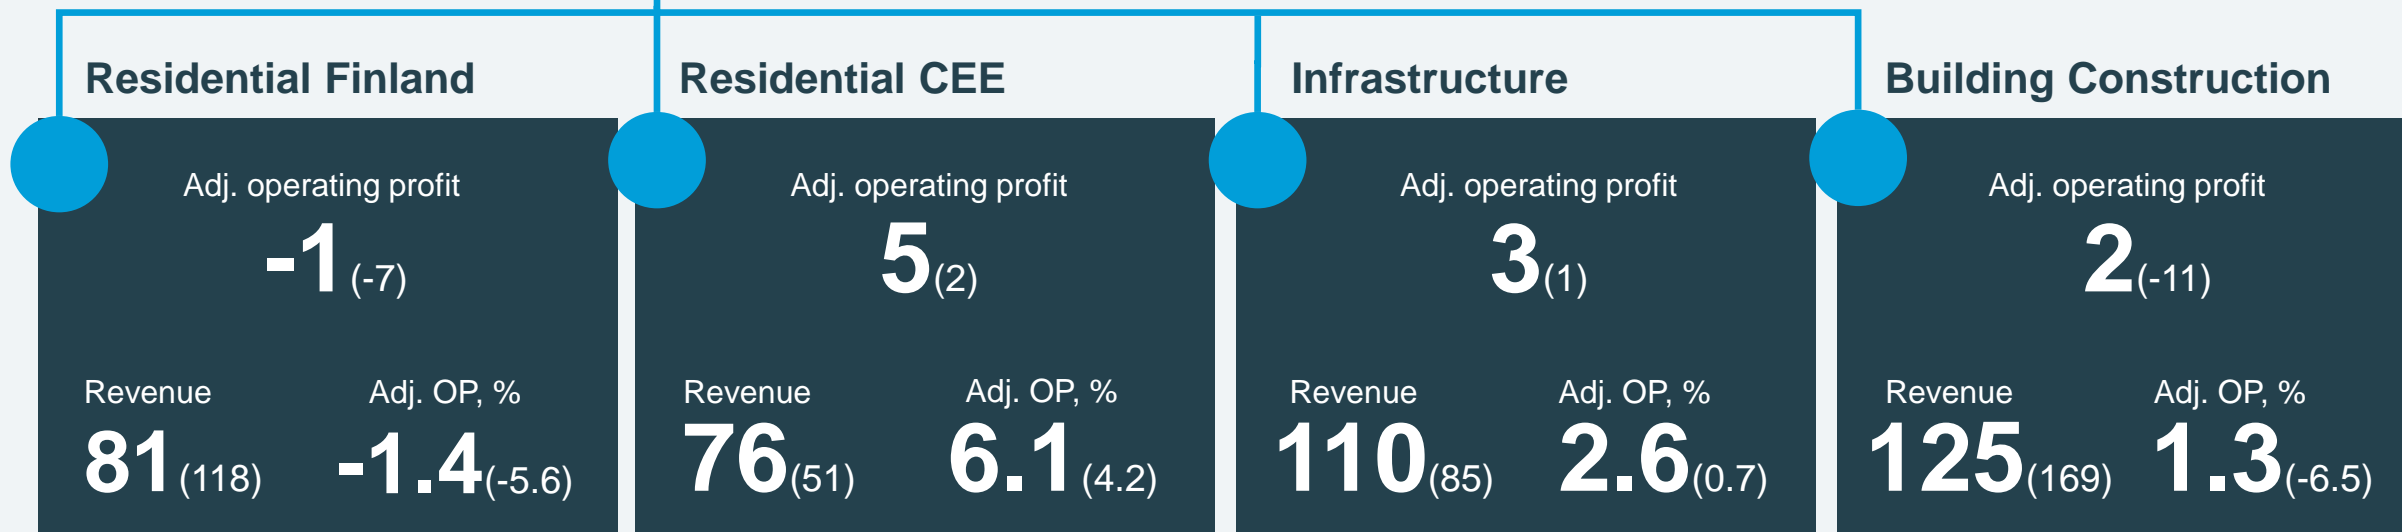 Residential Finland
Adj. operating profit
-1(-7)
Revenue
81(118)
Adj. OP, %
-1.4(-5.6)
Residential CEE
Adj. operating profit
5(2)
Revenue
76(51)
Adj. OP, %
6.1(4.2)
Infrastructure
Adj. operating profit
3(1)
Revenue
110(85)
Adj. OP, %
2.6(0.7)
Building Construction
Adj. operating profit
2(-11)
Revenue
125(169)
Adj. OP, %
1.3(-6.5)